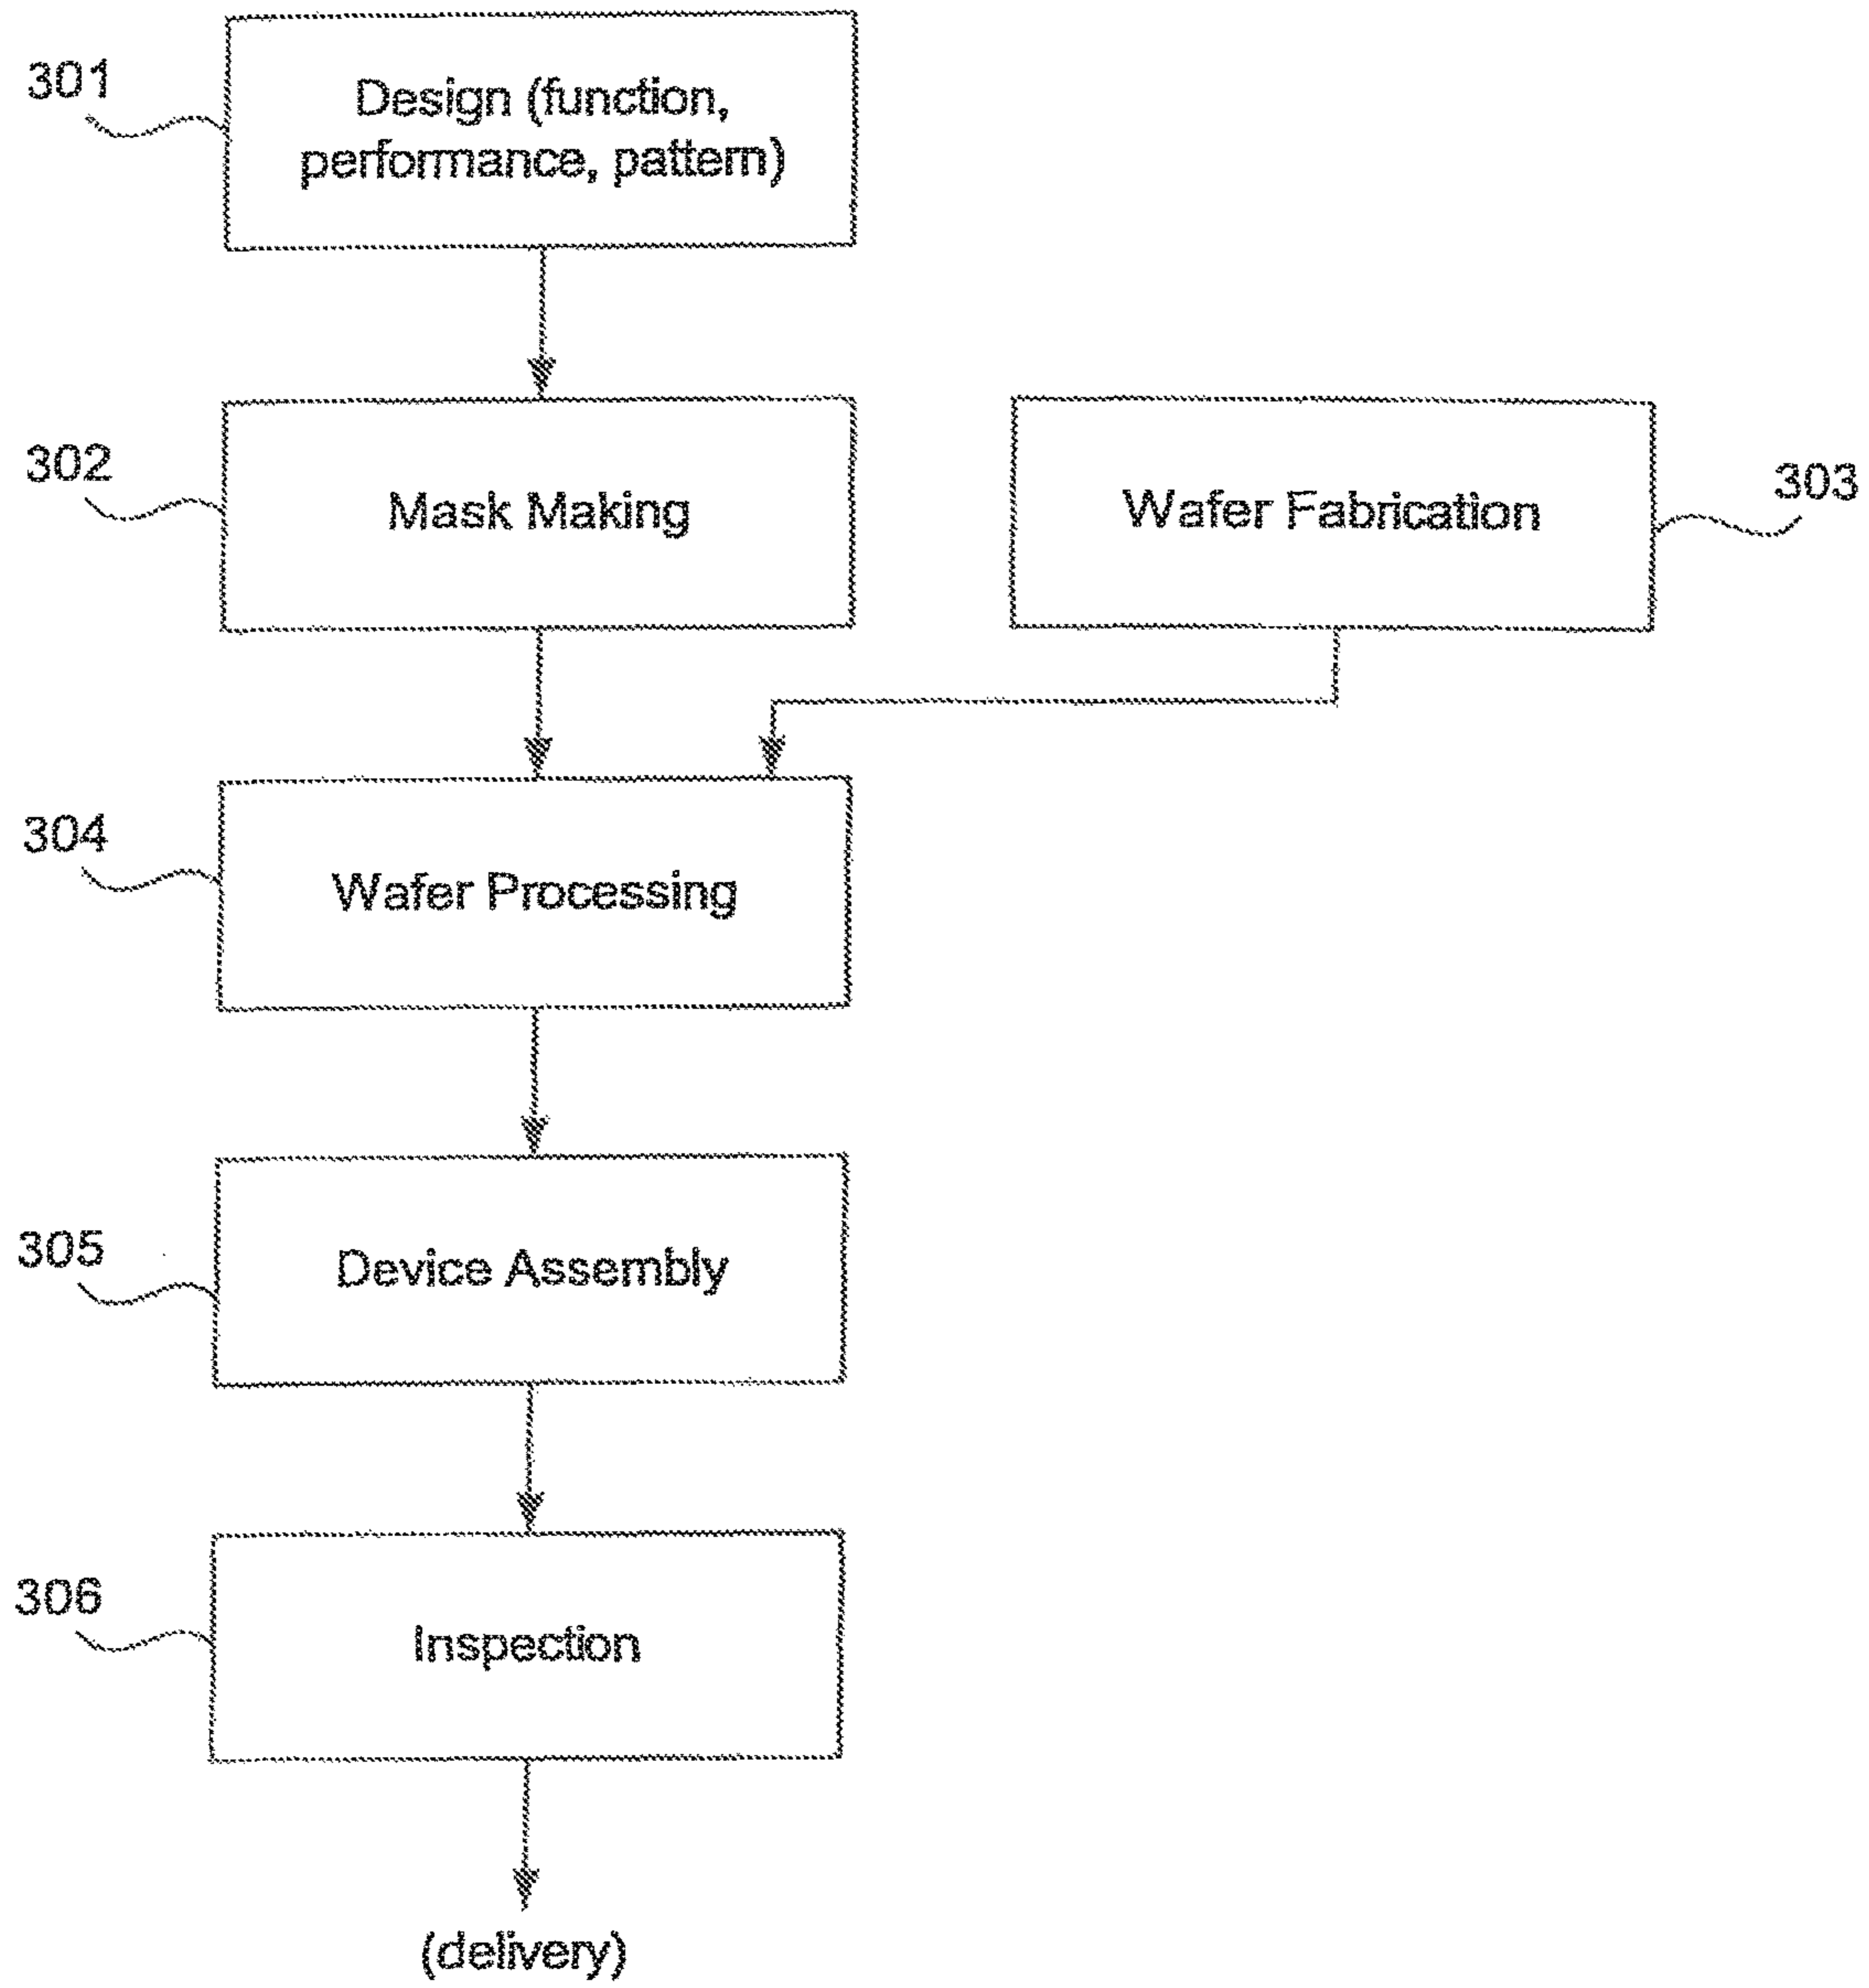 301
Design (function,
performance, pattern)
302
Mask Making
Wafer Fabrication
303
304
Wafer Processing
305
Device Assembly
306
Inspection
(delivery)